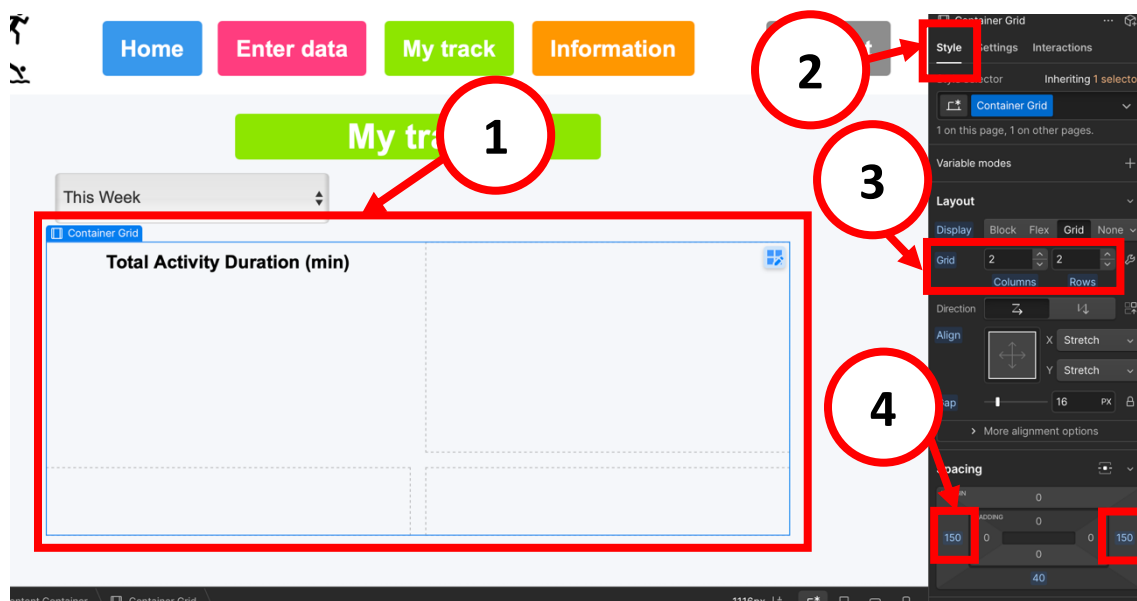 Home
Enter data
My track
Information
2
Container Grid
Style
Settings
Interactions
Inheriting 1 selecto
Container Grid
1 on this page, 1 on other pages.
My tra
1
3
Variable modes
This Week
Layout
Container Grid
Display
Block
Flex
Grid
None
Total Activity Duration (min)
Grid
2
2
Columns
Rows
Direction
Align
X
Stretch
Y
Stretch
4
16
PX
More alignment options
Spacing
0
0
150
0
0
150
0
40
Container Grid
1116px